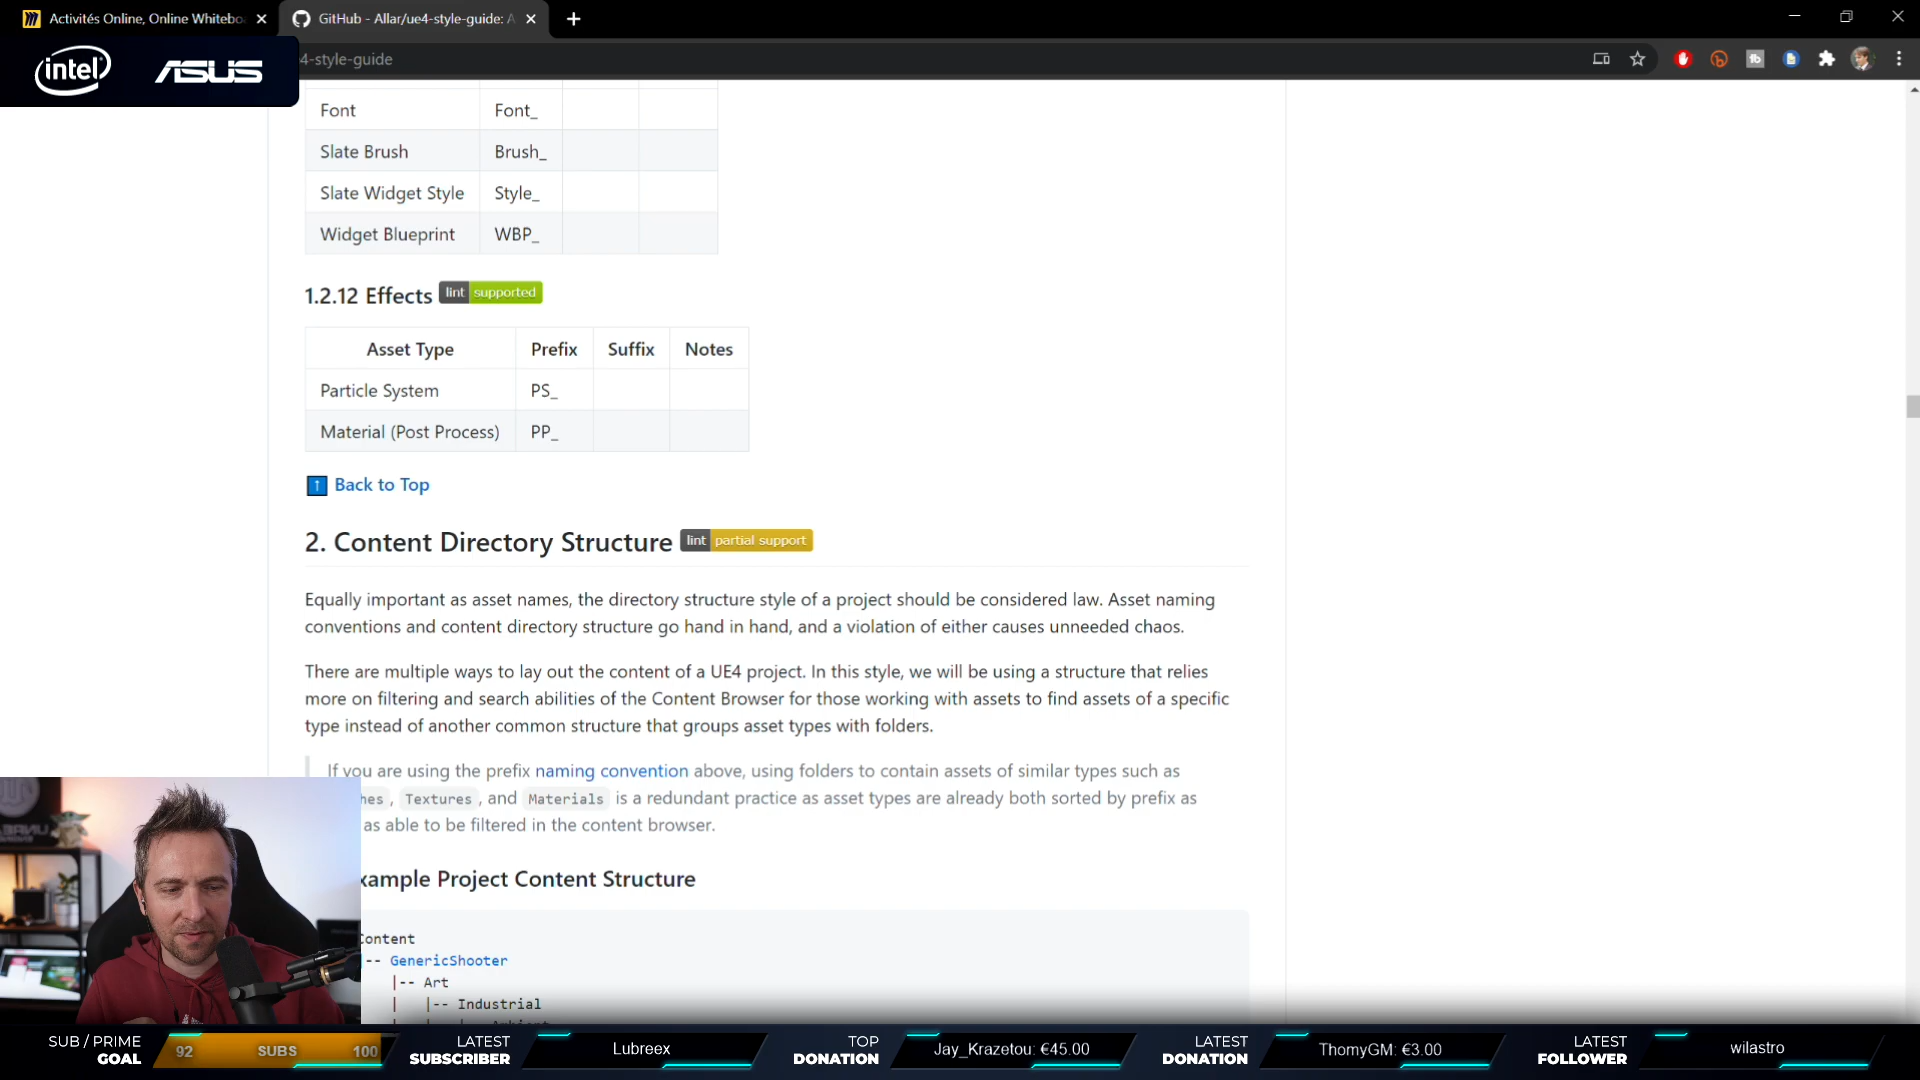 Activités Online, Online Whitebo
GitHub - Allar/ue4-style-guide: A
intel
ASUS
4-style-guide
Font Font_
Slate Brush Brush_
Slate Widget Style Style_
Widget Blueprint WBP_
1.2.12 Effects lint supported
Asset Type Prefix Suffix Notes
Particle System PS_
Material (Post Process) PP_
↑ Back to Top
2. Content Directory Structure lint partial support
Equally important as asset names, the directory structure style of a project should be considered law. Asset naming
conventions and content directory structure go hand in hand, and a violation of either causes unneeded chaos.
There are multiple ways to lay out the content of a UE4 project. In this style, we will be using a structure that relies
more on filtering and search abilities of the Content Browser for those working with assets to find assets of a specific
type instead of another common structure that groups asset types with folders.
If you are using the prefix naming convention above, using folders to contain assets of similar types such as
hes, Textures, and Materials is a redundant practice as asset types are already both sorted by prefix as
as able to be filtered in the content browser.
xample Project Content Structure
Content
-- GenericShooter
|-- Art
| |-- Industrial
SUB / PRIME GOAL
92 SUBS 100
LATEST SUBSCRIBER
Lubreex
TOP DONATION
Jay_Krazetou: €45.00
LATEST DONATION
ThomyGM: €3.00
LATEST FOLLOWER
wilastro